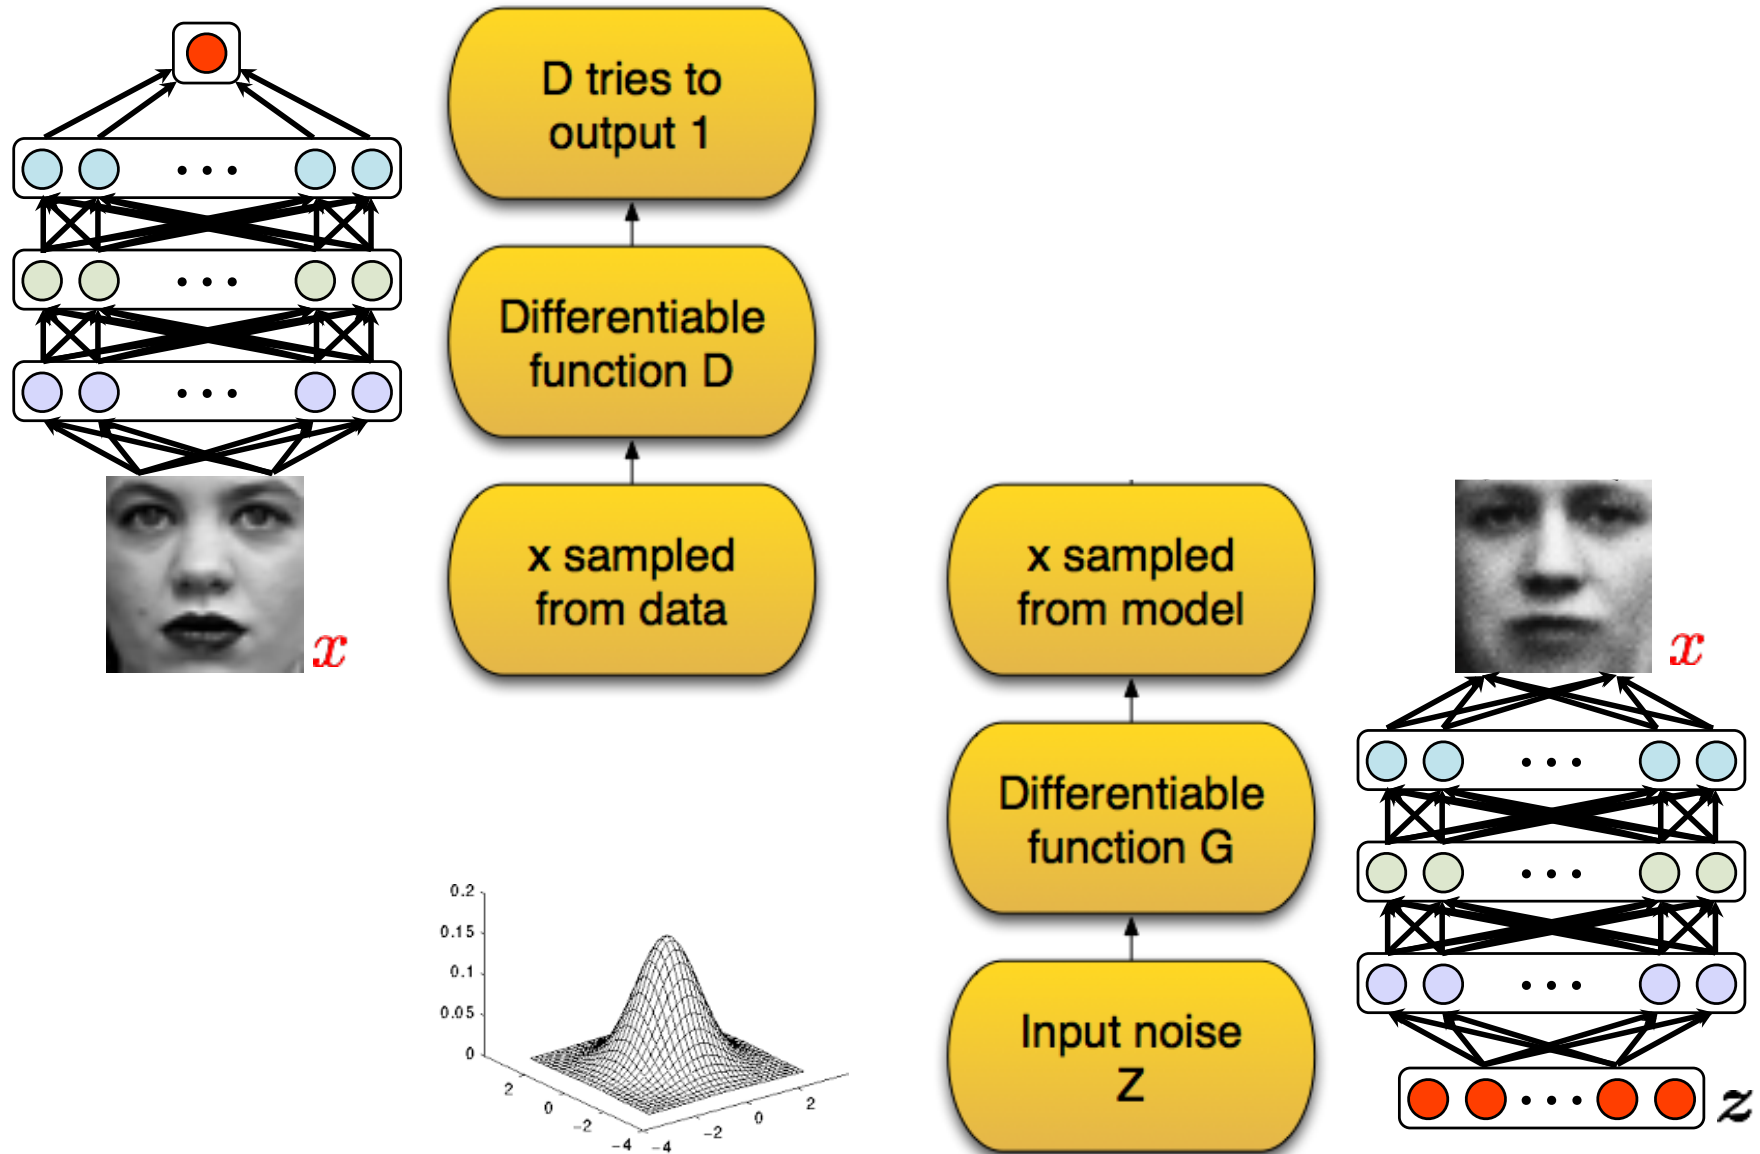 D tries to
output 1
Differentiable
function D
x sampled
from data
x
x sampled
from model
x
Differentiable
function G
Input noise
Z
z
0.2
0.15
0.1
0.05
0
2
0
−2
−4
−4
−2
0
2